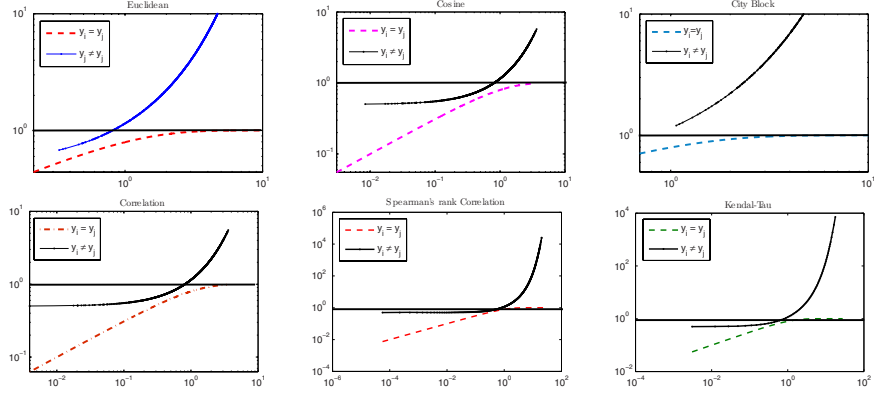 Euclidean
10^1
10^0
10^0
10^1
y_i = y_j
y_j ≠ y_j
Cosine
10^1
10^0
10^-1
10^-2
10^-1
10^0
10^1
y_i = y_j
y_i ≠ y_j
City Block
10^1
10^0
10^0
10^1
y_i=y_j
y_i ≠ y_j
Correlation
10^1
10^0
10^-1
10^-2
10^-1
10^0
10^1
y_i = y_j
y_i ≠ y_j
Spearman's rank Correlation
10^6
10^4
10^2
10^0
10^-2
10^-4
10^-6
10^-4
10^-2
10^0
10^2
y_i = y_j
y_i ≠ y_j
Kendal-Tau
10^4
10^2
10^0
10^-2
10^-4
10^-2
10^0
10^2
y_i = y_j
y_i ≠ y_j